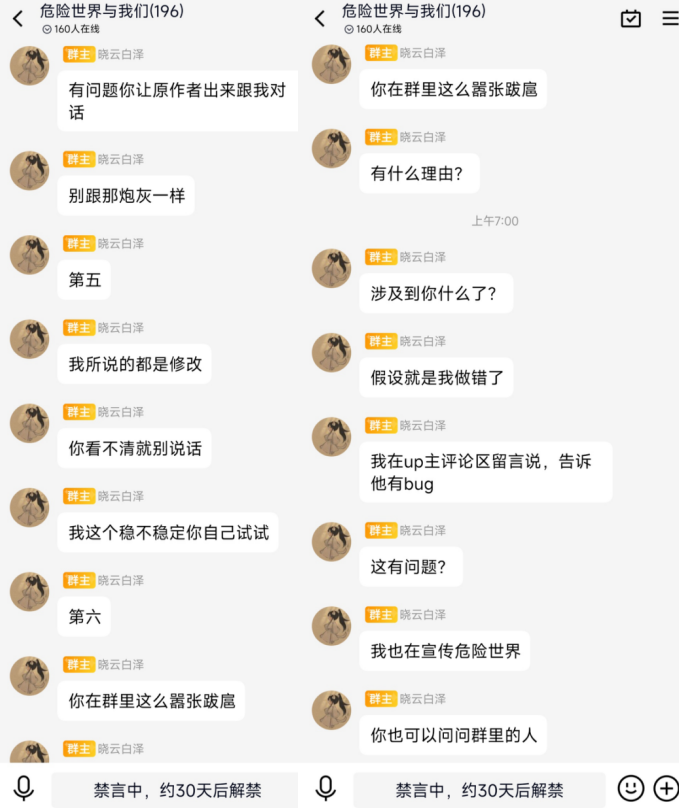 危险世界与我们(196)
160人在线
群主 晓云白泽
有问题你让原作者出来跟我对
话
群主 晓云白泽
别跟那炮灰一样
群主 晓云白泽
第五
群主 晓云白泽
我所说的都是修改
群主 晓云白泽
你看不清就别说话
群主 晓云白泽
我这个稳不稳定你自己试试
群主 晓云白泽
第六
群主 晓云白泽
你在群里这么嚣张跋扈
群主 晓云白泽
禁言中，约30天后解禁
危险世界与我们(196)
160人在线
群主 晓云白泽
你在群里这么嚣张跋扈
群主 晓云白泽
有什么理由？
上午7:00
群主 晓云白泽
涉及到你什么了？
群主 晓云白泽
假设就是我做错了
群主 晓云白泽
我在up主评论区留言说，告诉
他有bug
群主 晓云白泽
这有问题？
群主 晓云白泽
我也在宣传危险世界
群主 晓云白泽
你也可以问问群里的人
禁言中，约30天后解禁